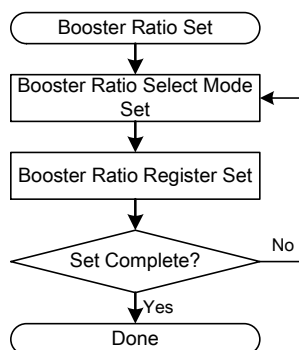 Booster Ratio Set
Booster Ratio Select Mode
Set
Booster Ratio Register Set
Set Complete?
No
Yes
Done